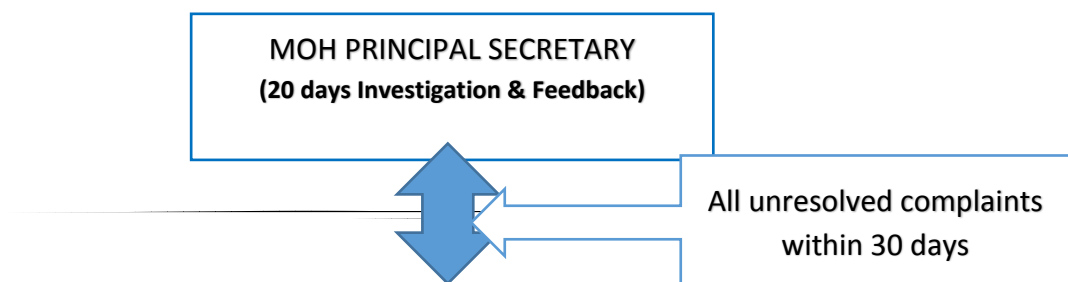 MOH PRINCIPAL SECRETARY
(20 days Investigation & Feedback)
All unresolved complaints
within 30 days